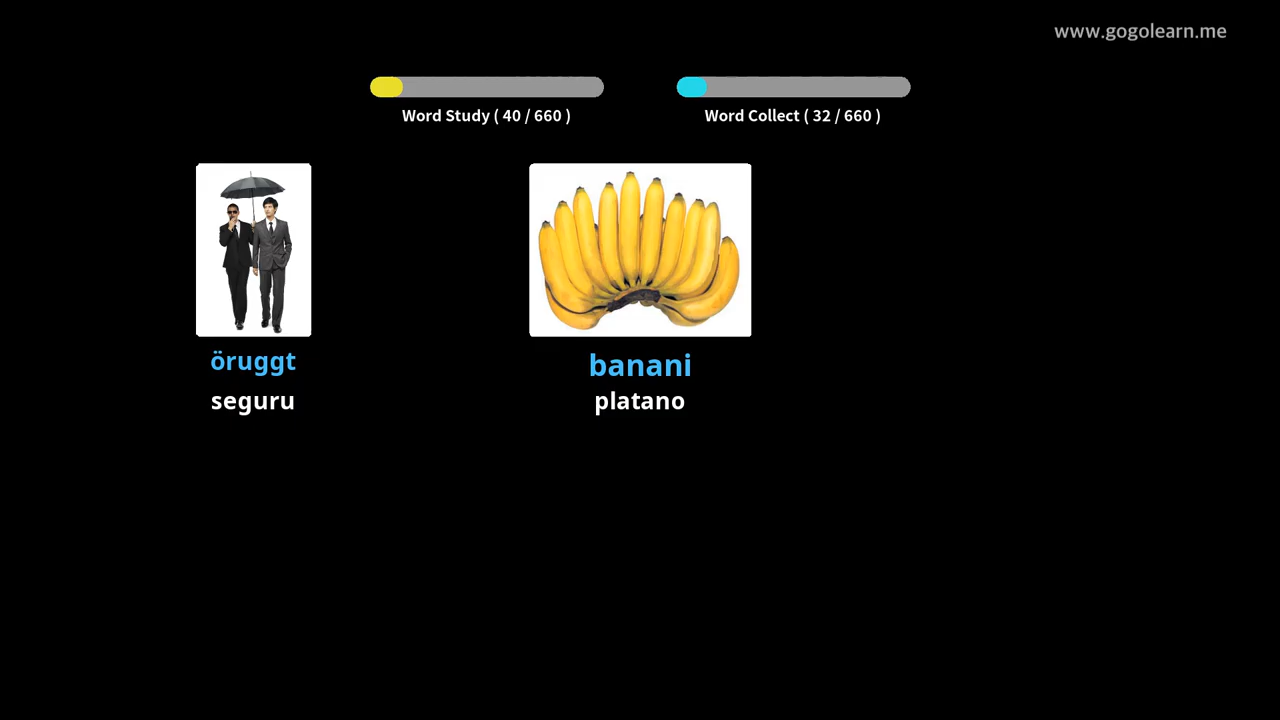 www.gogolearn.me
Word Study ( 40 / 660 )
Word Collect ( 32 / 660 )
öruggt
seguru
banani
platano